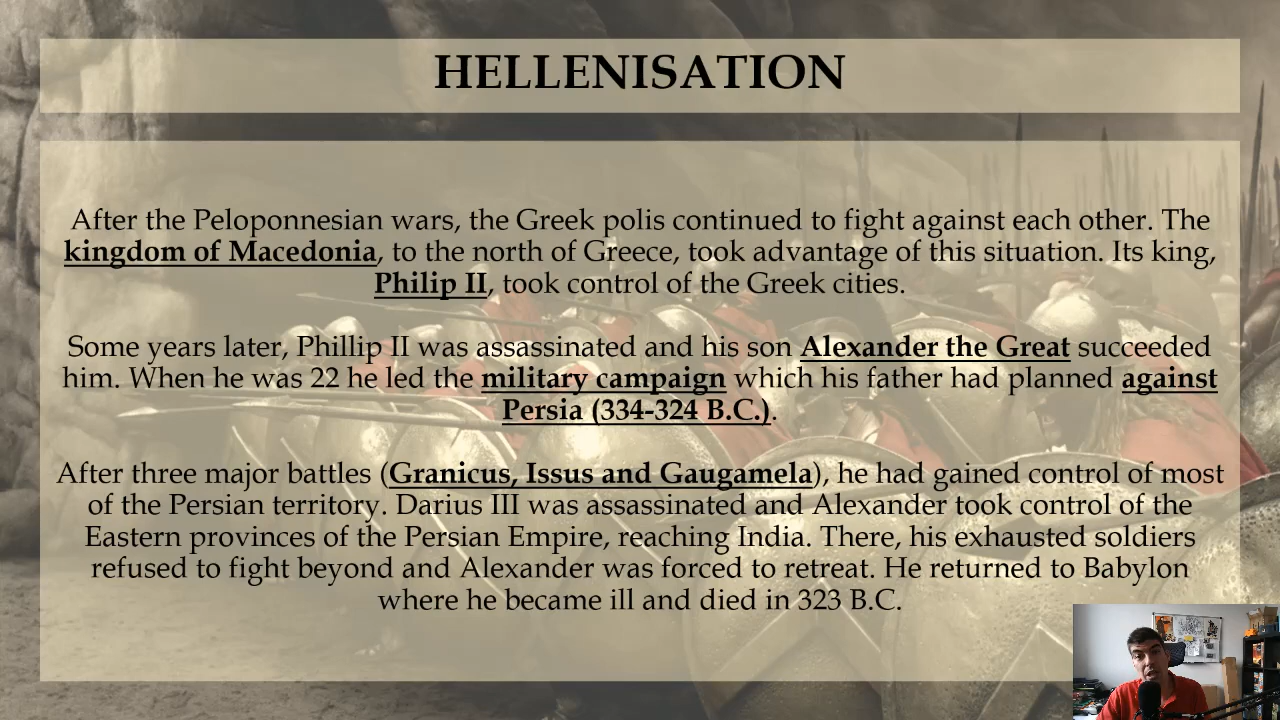 HELLENISATION
After the Peloponnesian wars, the Greek polis continued to fight against each other. The
kingdom of Macedonia, to the north of Greece, took advantage of this situation. Its king,
Philip II, took control of the Greek cities.
Some years later, Phillip II was assassinated and his son Alexander the Great succeeded
him. When he was 22 he led the military campaign which his father had planned against
Persia (334-324 B.C.).
After three major battles (Granicus, Issus and Gaugamela), he had gained control of most
of the Persian territory. Darius III was assassinated and Alexander took control of the
Eastern provinces of the Persian Empire, reaching India. There, his exhausted soldiers
refused to fight beyond and Alexander was forced to retreat. He returned to Babylon
where he became ill and died in 323 B.C.